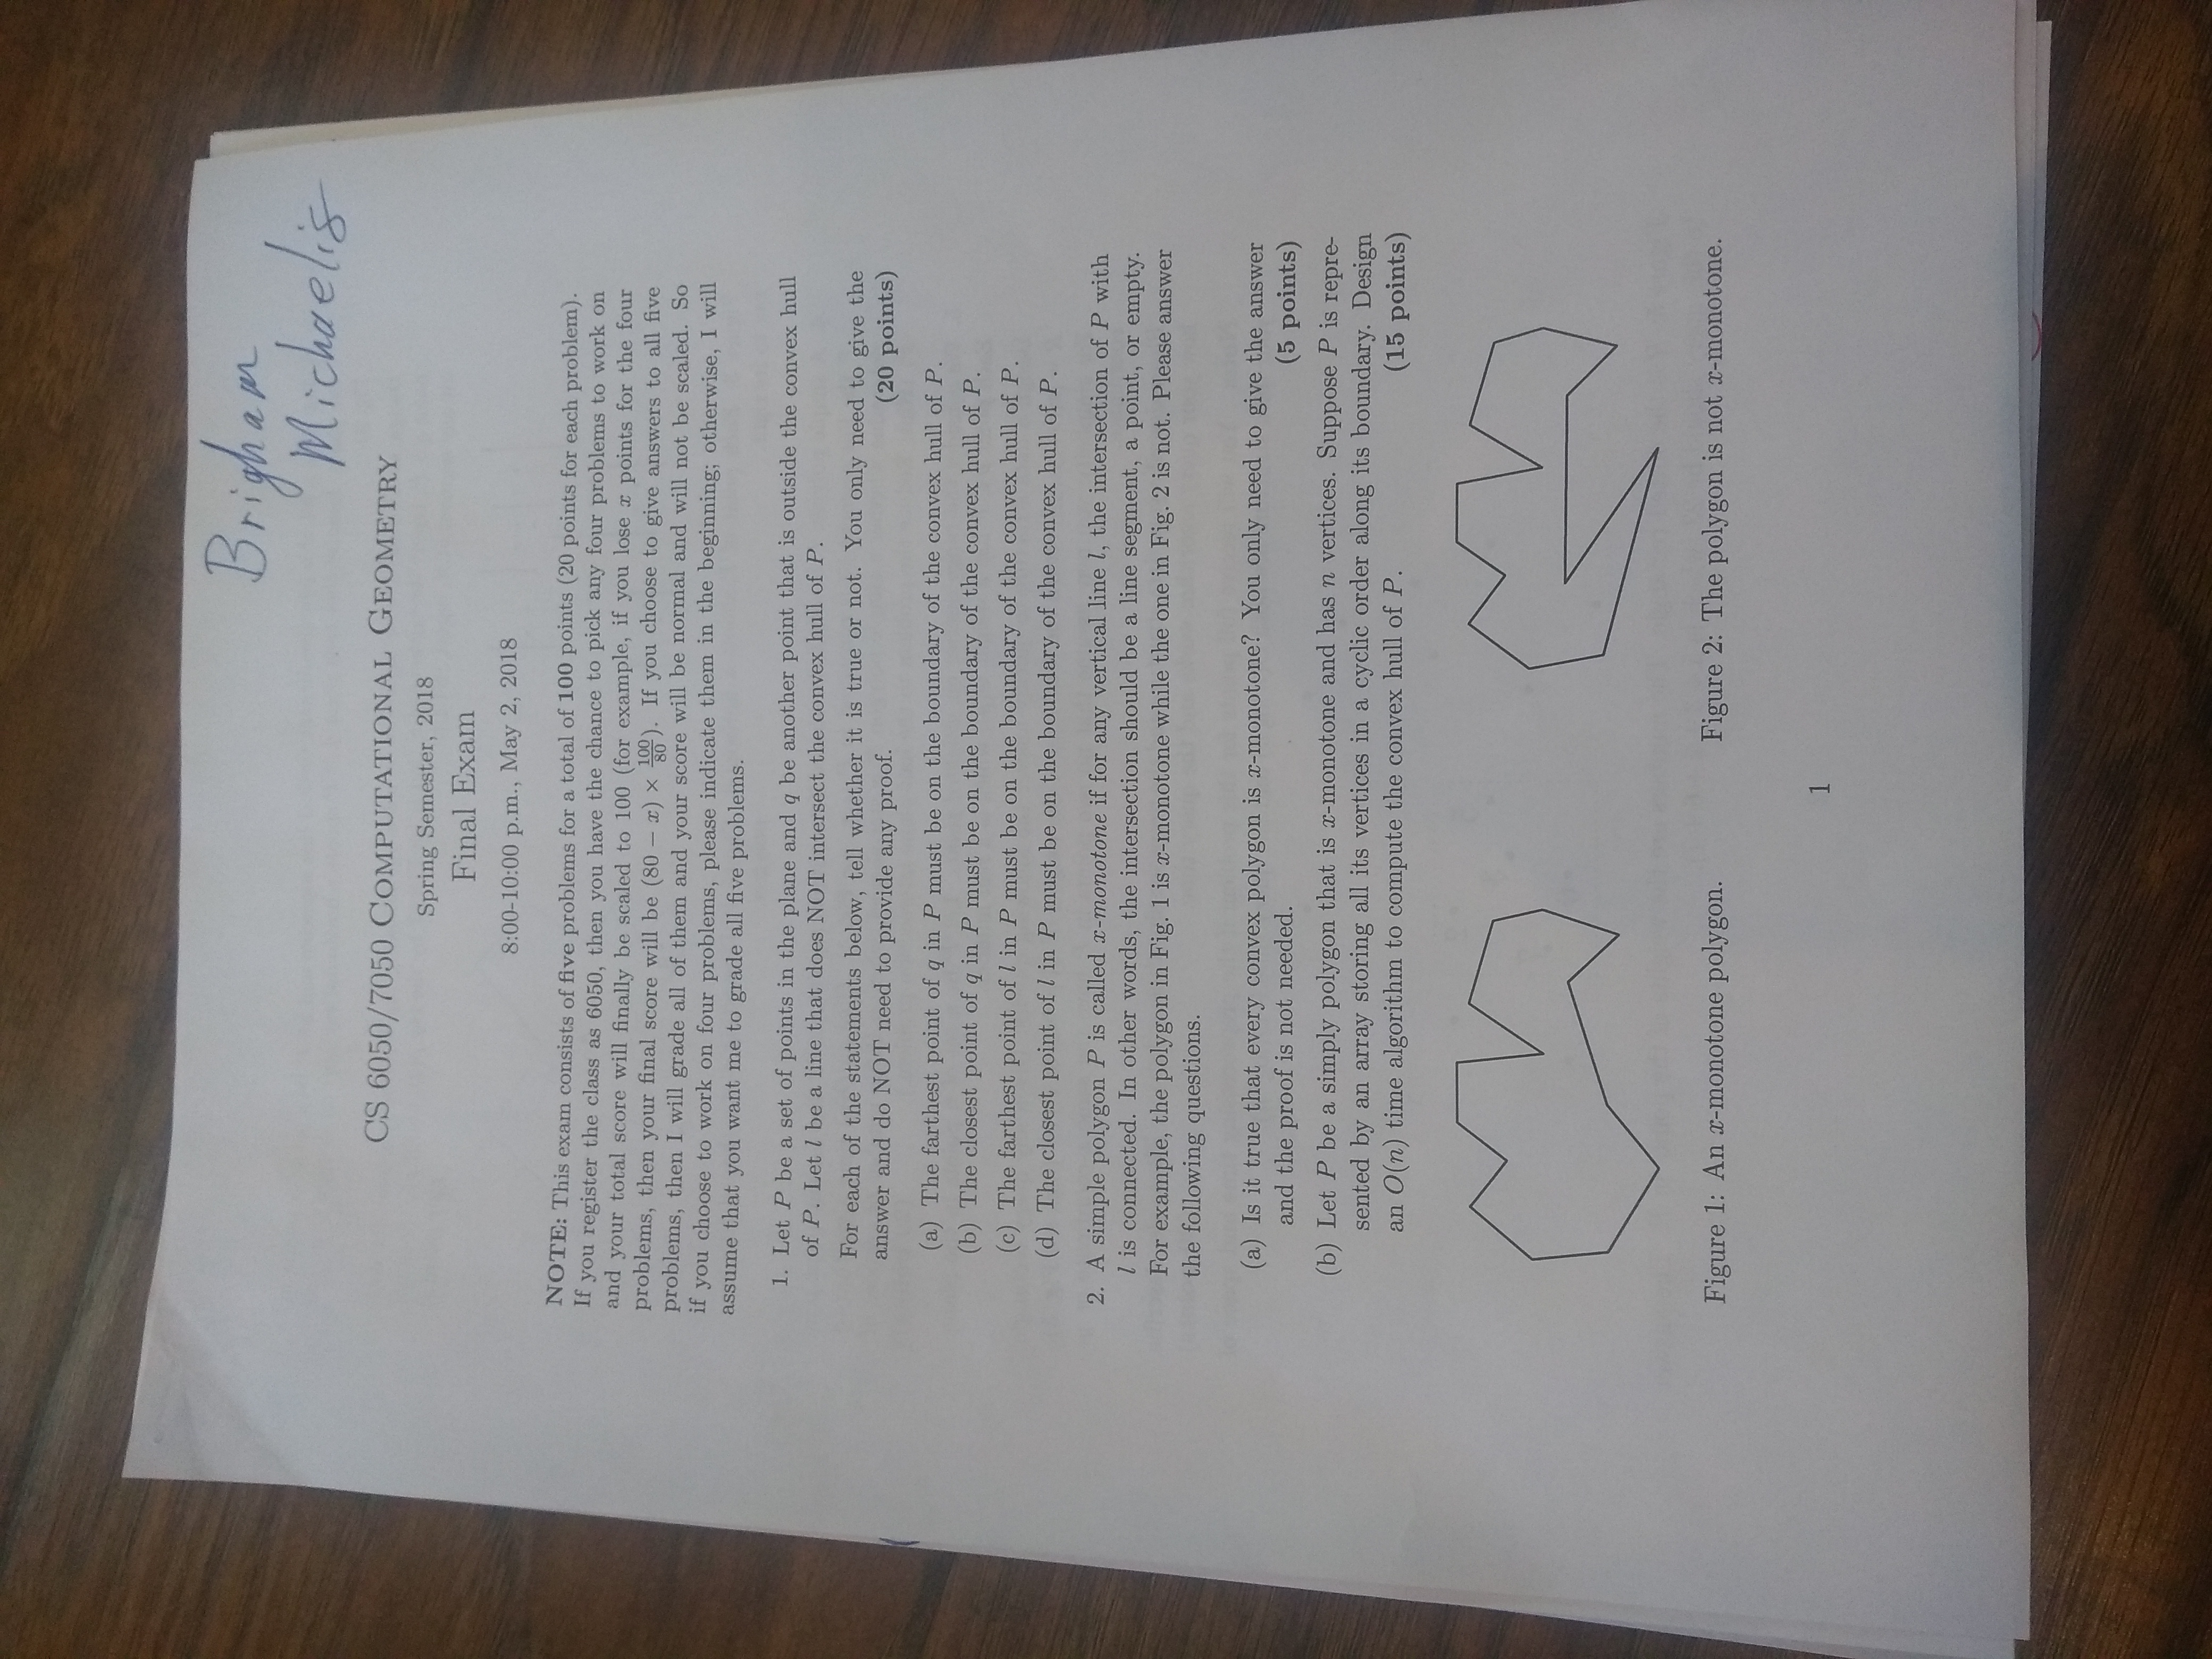 Brigham
Michaelis
CS 6050/7050 COMPUTATIONAL GEOMETRY
Spring Semester, 2018
Final Exam
8:00-10:00 p.m., May 2, 2018
NOTE: This exam consists of five problems for a total of 100 points (20 points for each problem).
If you register the class as 6050, then you have the chance to pick any four problems to work on
and your total score will finally be scaled to 100 (for example, if you lose x points for the four
problems, then your final score will be (80 − x) × 100/80). If you choose to give answers to all five
problems, then I will grade all of them and your score will be normal and will not be scaled. So
if you choose to work on four problems, please indicate them in the beginning; otherwise, I will
assume that you want me to grade all five problems.
1. Let P be a set of points in the plane and q be another point that is outside the convex hull
of P. Let l be a line that does NOT intersect the convex hull of P.
For each of the statements below, tell whether it is true or not. You only need to give the
answer and do NOT need to provide any proof. (20 points)
(a) The farthest point of q in P must be on the boundary of the convex hull of P.
(b) The closest point of q in P must be on the boundary of the convex hull of P.
(c) The farthest point of l in P must be on the boundary of the convex hull of P.
(d) The closest point of l in P must be on the boundary of the convex hull of P.
2. A simple polygon P is called x-monotone if for any vertical line l, the intersection of P with
l is connected. In other words, the intersection should be a line segment, a point, or empty.
For example, the polygon in Fig. 1 is x-monotone while the one in Fig. 2 is not. Please answer
the following questions.
(a) Is it true that every convex polygon is x-monotone? You only need to give the answer
and the proof is not needed. (5 points)
(b) Let P be a simply polygon that is x-monotone and has n vertices. Suppose P is repre-
sented by an array storing all its vertices in a cyclic order along its boundary. Design
an O(n) time algorithm to compute the convex hull of P. (15 points)
Figure 1: An x-monotone polygon.
Figure 2: The polygon is not x-monotone.
1